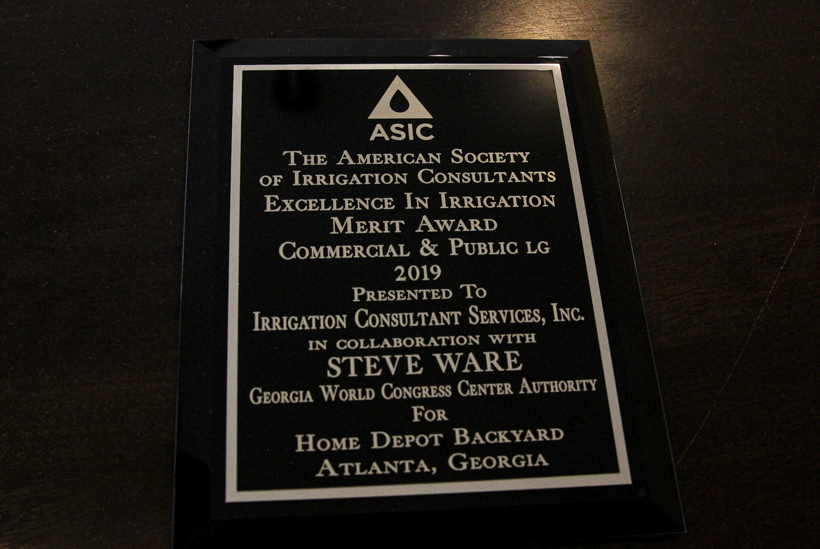 ASIC
The American Society
of Irrigation Consultants
Excellence In Irrigation
Merit Award
Commercial & Public lg
2019
Presented To
Irrigation Consultant Services, Inc.
in collaboration with
STEVE WARE
Georgia World Congress Center Authority
For
Home Depot Backyard
Atlanta, Georgia